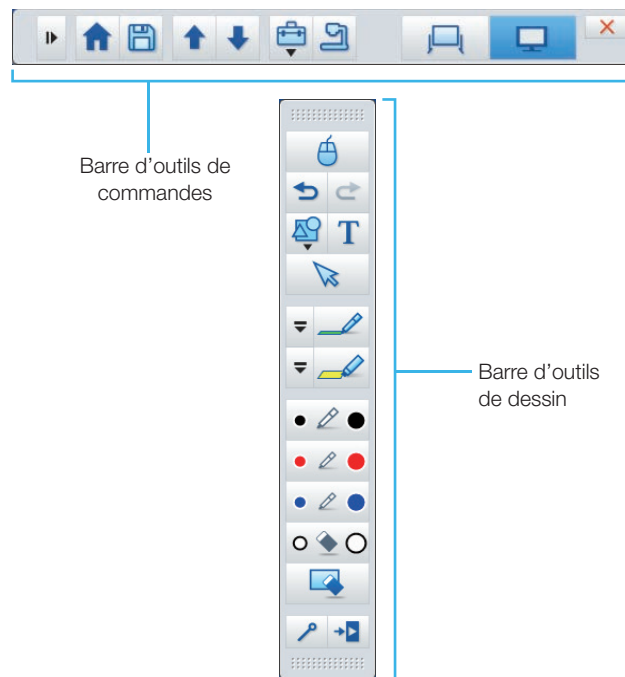 Barre d'outils de
commandes
T
Barre d'outils
de dessin